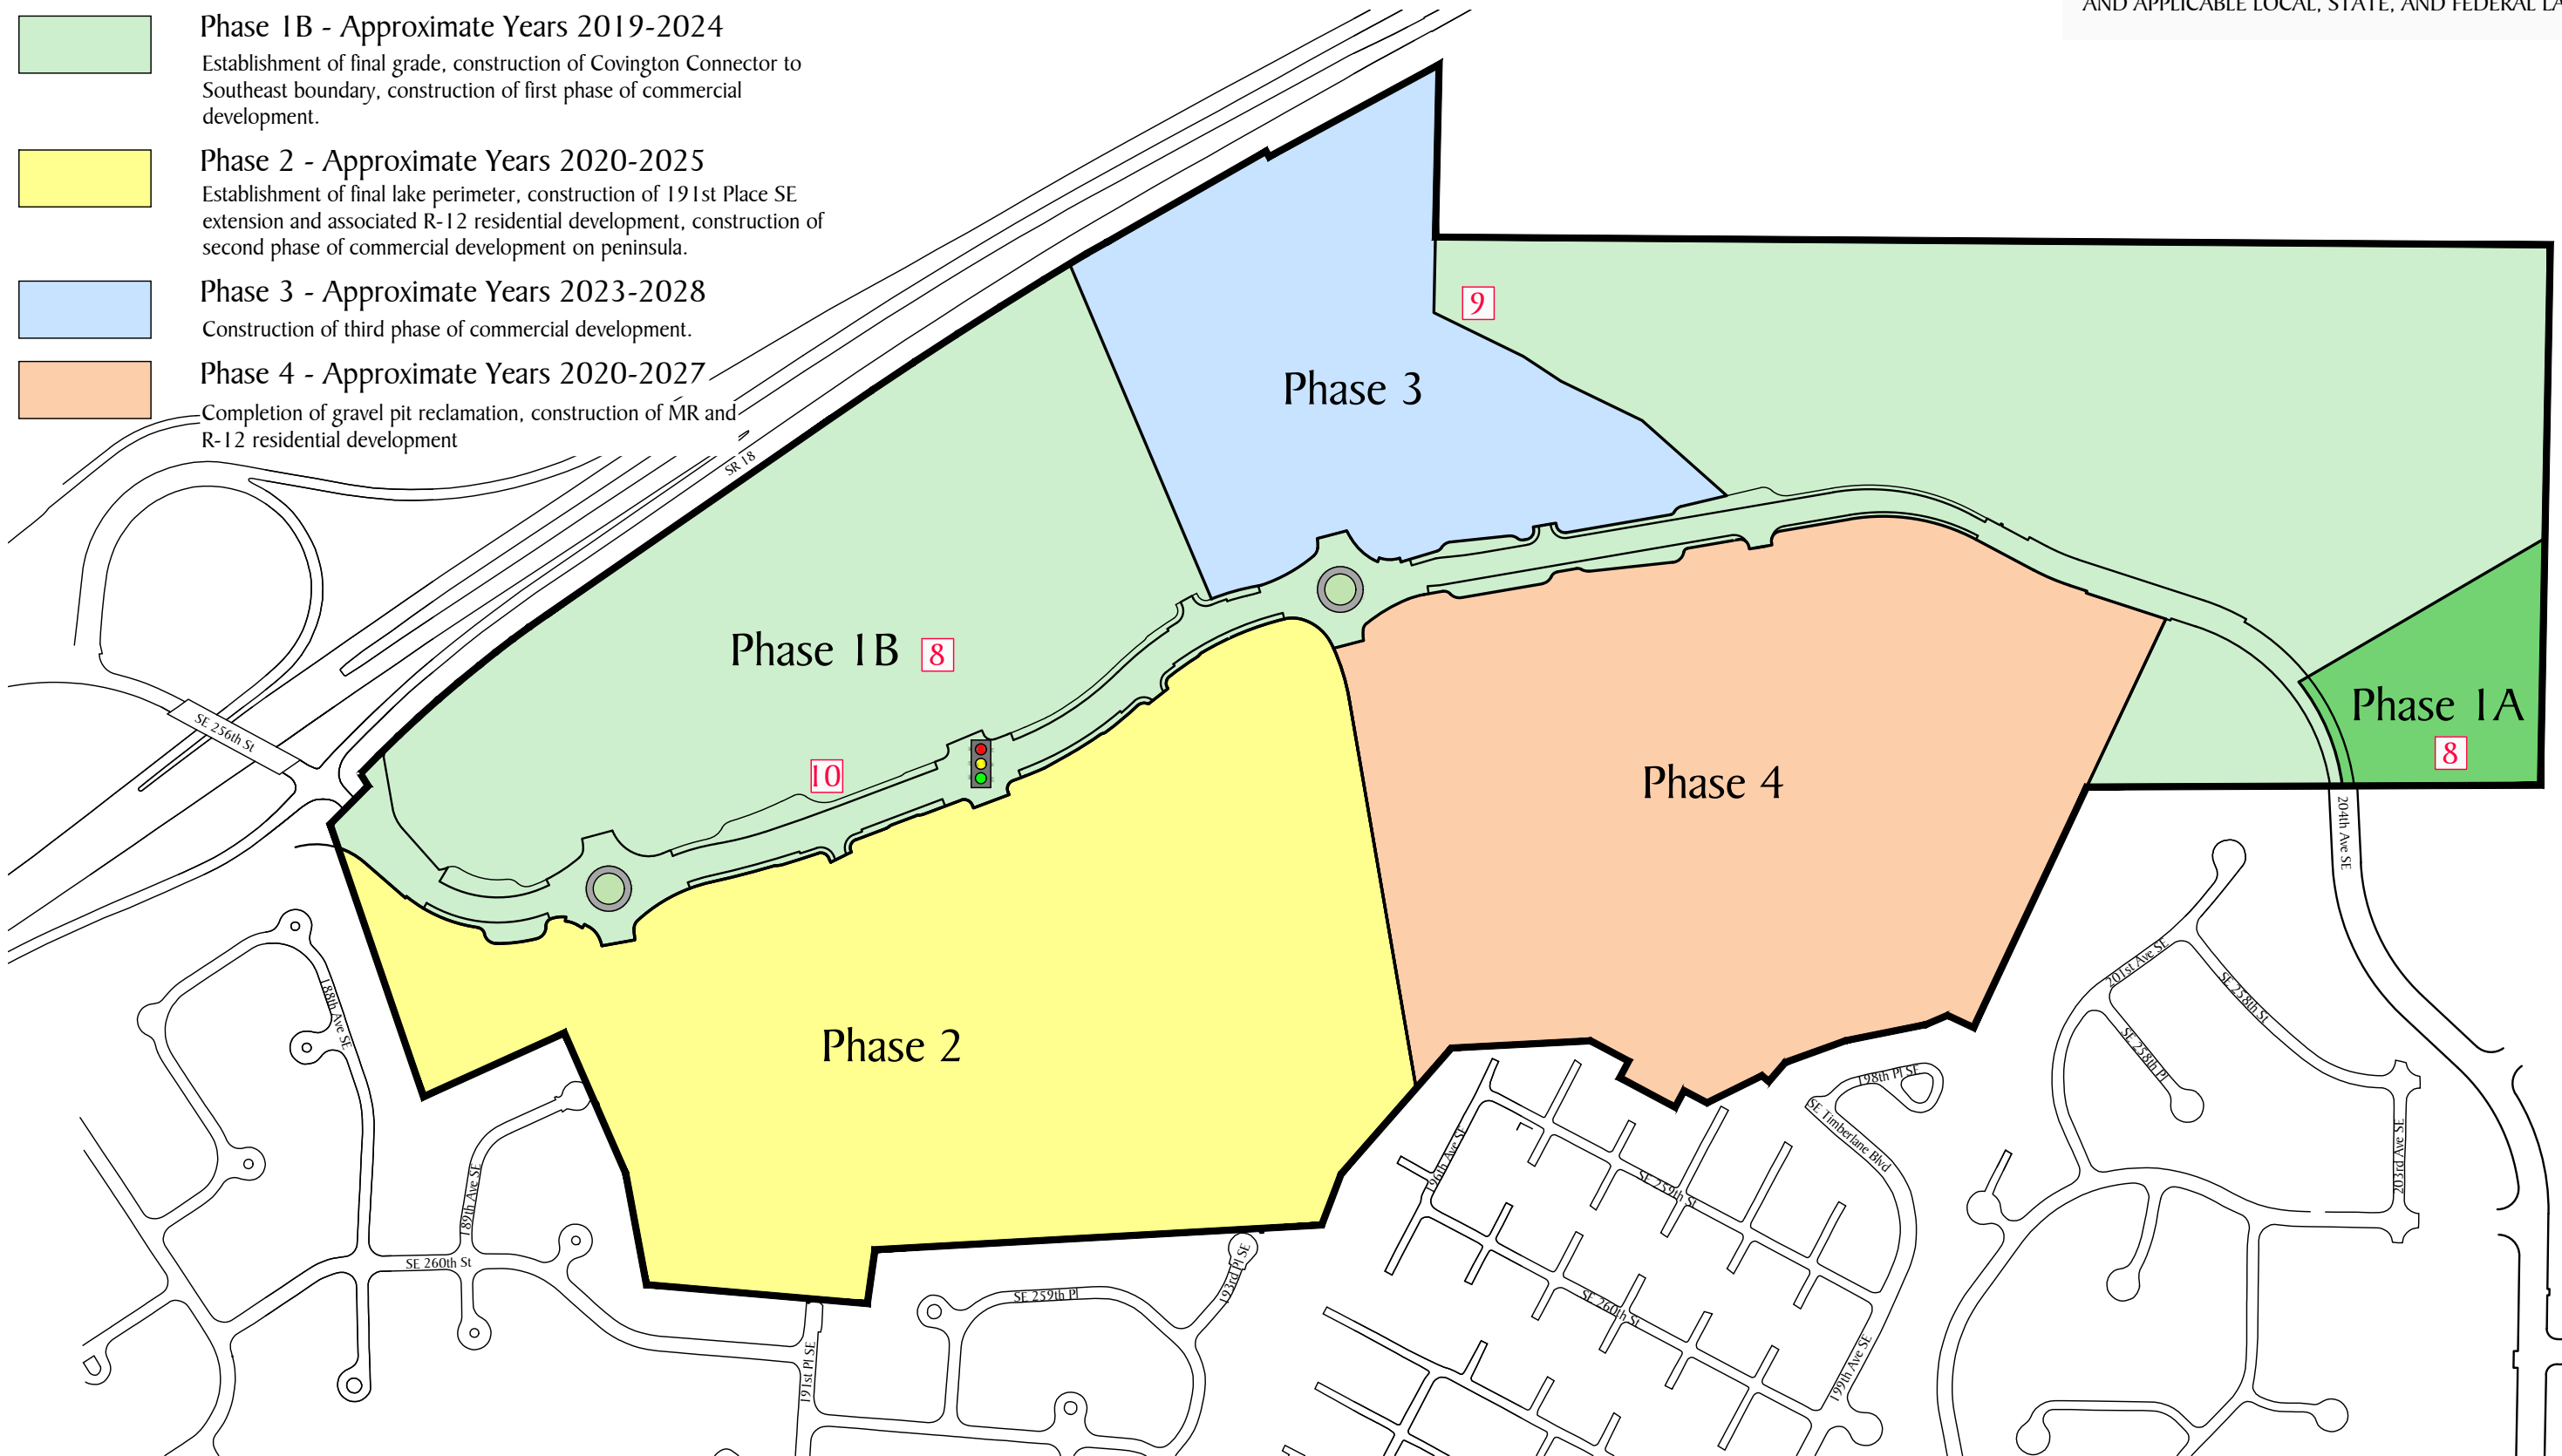 AND APPLICABLE LOCAL, STATE, AND FEDERAL LA
Phase 1B - Approximate Years 2019-2024
Establishment of final grade, construction of Covington Connector to
Southeast boundary, construction of first phase of commercial
development.
Phase 2 - Approximate Years 2020-2025
Establishment of final lake perimeter, construction of 191st Place SE
extension and associated R-12 residential development, construction of
second phase of commercial development on peninsula.
Phase 3 - Approximate Years 2023-2028
Construction of third phase of commercial development.
Phase 4 - Approximate Years 2020-2027
Completion of gravel pit reclamation, construction of MR and
R-12 residential development
SR 18
9
Phase 3
Phase 1B
8
SE 256th St
10
Phase 1A
8
Phase 4
204th Ave SE
Phase 2
188th Ave SE
201st Ave SE
SE 258th St
SE 258th Pl
198th Pl SE
SE Timberlane Blvd
196th Ave SE
SE 259th St
203rd Ave SE
189th Ave SE
SE 260th St
193rd Pl SE
SE 259th Pl
SE 260th St
191st Pl SE
199th Ave SE